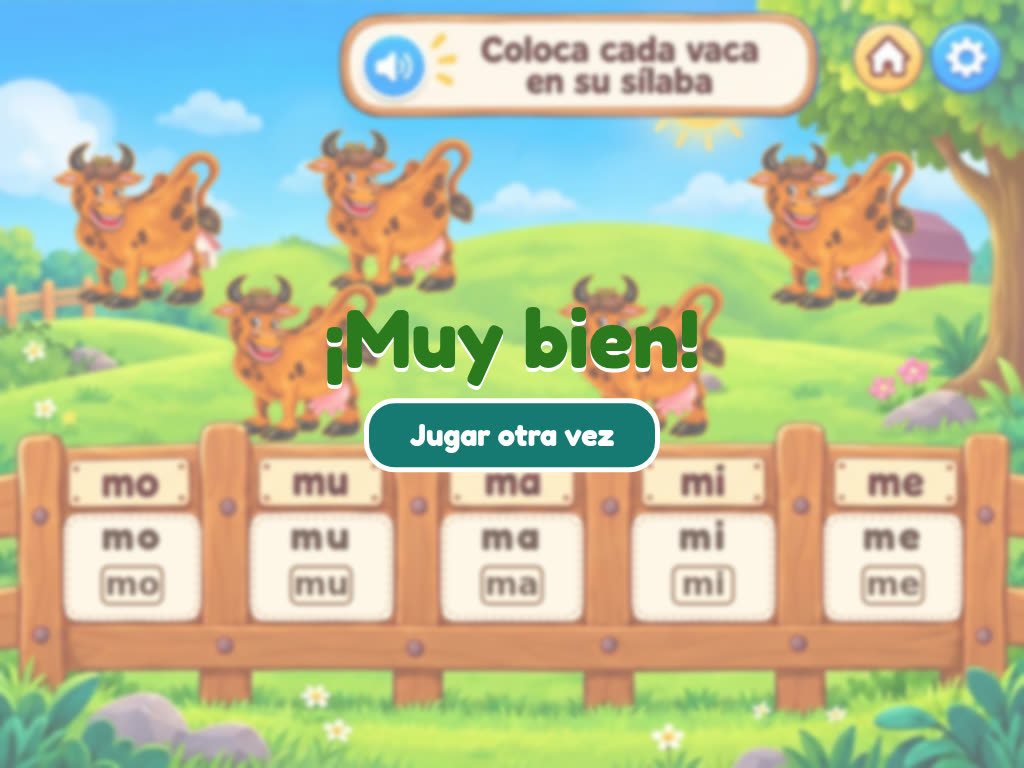 Coloca cada vaca
en su sílaba
¡Muy bien!
Jugar otra vez
mo mu ma mi me
mo mu ma mi me
mo mu ma mi me